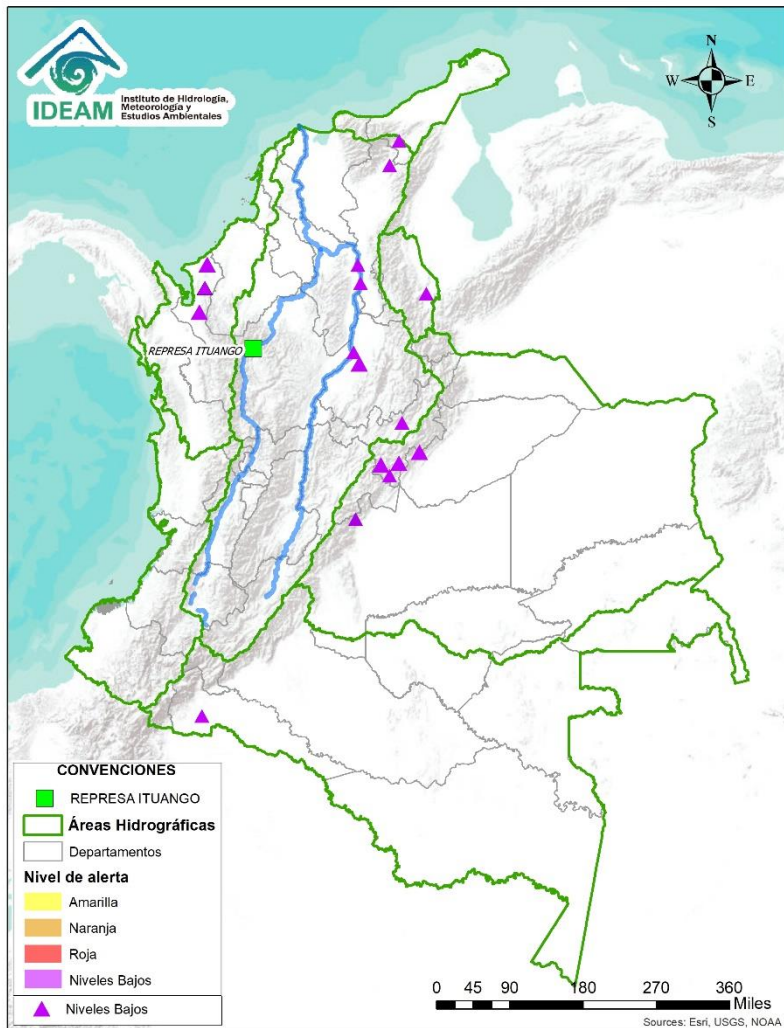 IDEAM
Instituto de Hidrología,
Meteorología y
Estudios Ambientales
N
W
E
S
REPRESA ITUANGO
CONVENCIONES
REPRESA ITUANGO
Áreas Hidrográficas
Departamentos
Nivel de alerta
Amarilla
Naranja
Roja
Niveles Bajos
Niveles Bajos
0 45 90 180 270 360
Miles
Sources: Esri, USGS, NOAA